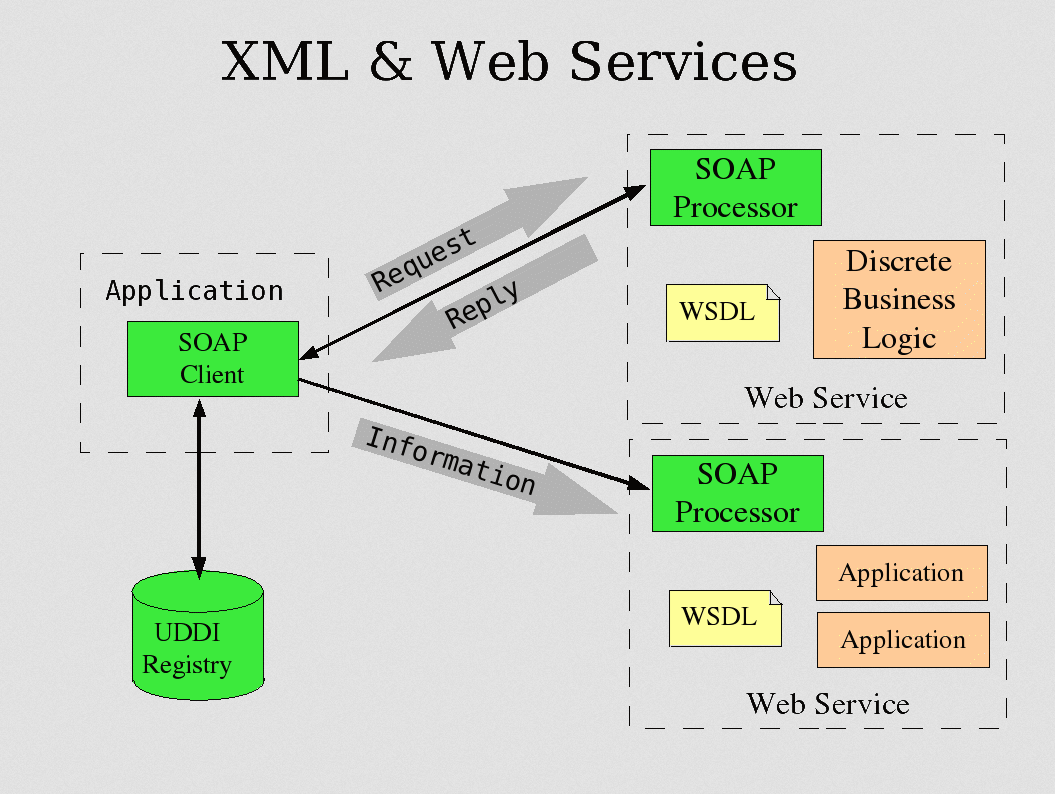 XML & Web Services
SOAP
Processor
Request
Discrete
Business
Logic
Reply
WSDL
Application
SOAP
Client
Web Service
Information
SOAP
Processor
Application
WSDL
Application
UDDI
Registry
Web Service